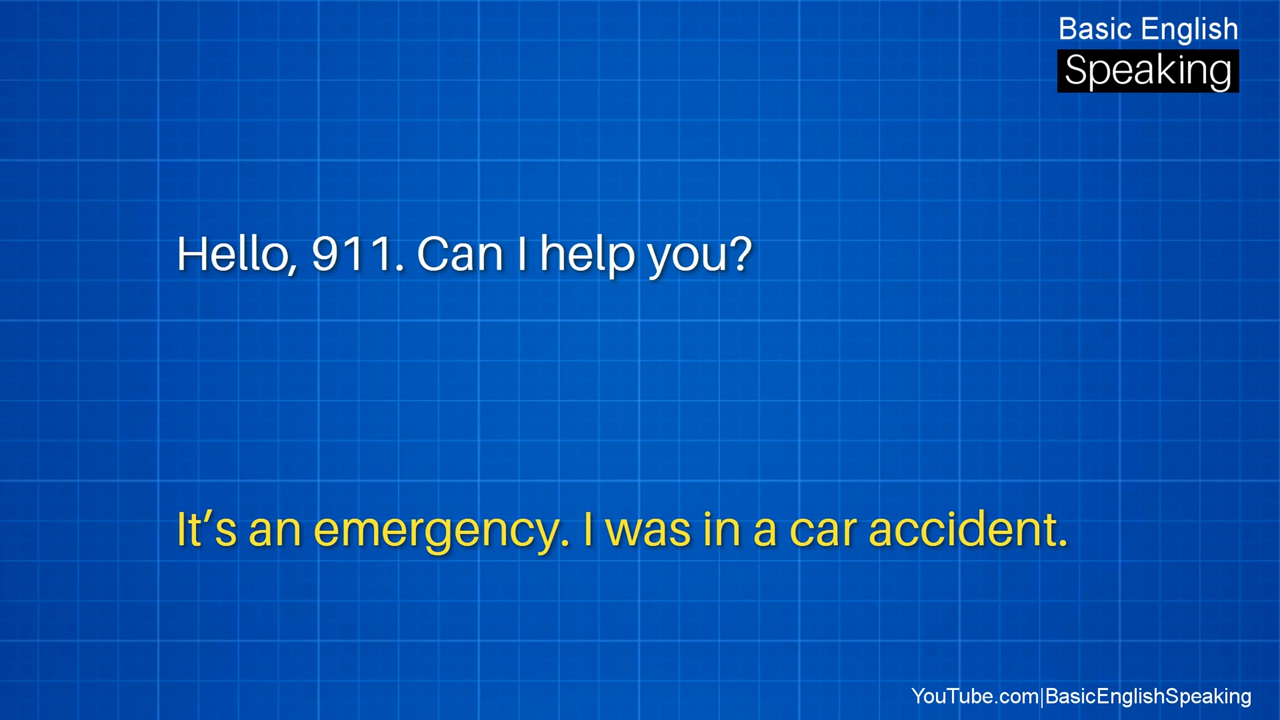 Basic English
Speaking
Hello, 911. Can I help you?
It’s an emergency. I was in a car accident.
YouTube.com|BasicEnglishSpeaking